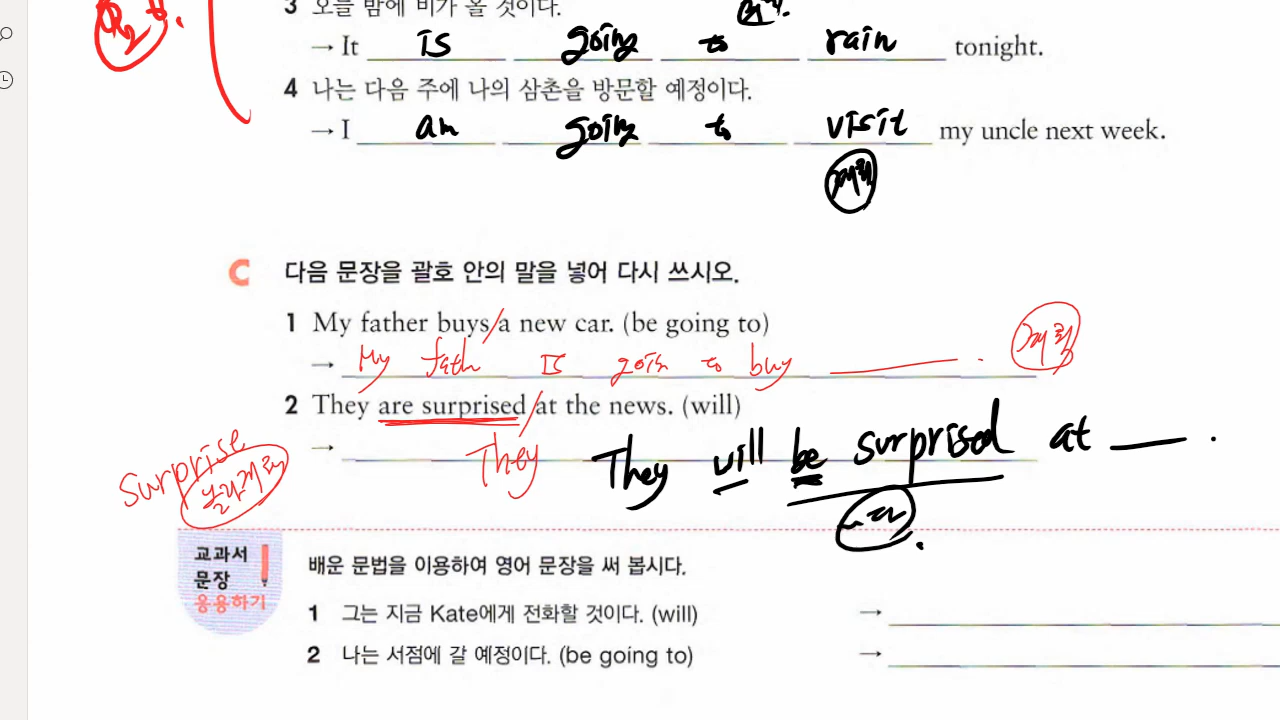 3 오늘 밤에 비가 올 것이다.
→ It is going to rain tonight.
4 나는 다음 주에 나의 삼촌을 방문할 예정이다.
→ I am going to visit my uncle next week.
계획
C 다음 문장을 괄호 안의 말을 넣어 다시 쓰시오.
1 My father buys/a new car. (be going to)
→ My fath is goin to buy . 계획
2 They are surprised/at the news. (will)
→ They They will be surprised at .
surprise
교과서
문장
응용하기
배운 문법을 이용하여 영어 문장을 써 봅시다.
1 그는 지금 Kate에게 전화할 것이다. (will) →
2 나는 서점에 갈 예정이다. (be going to) →